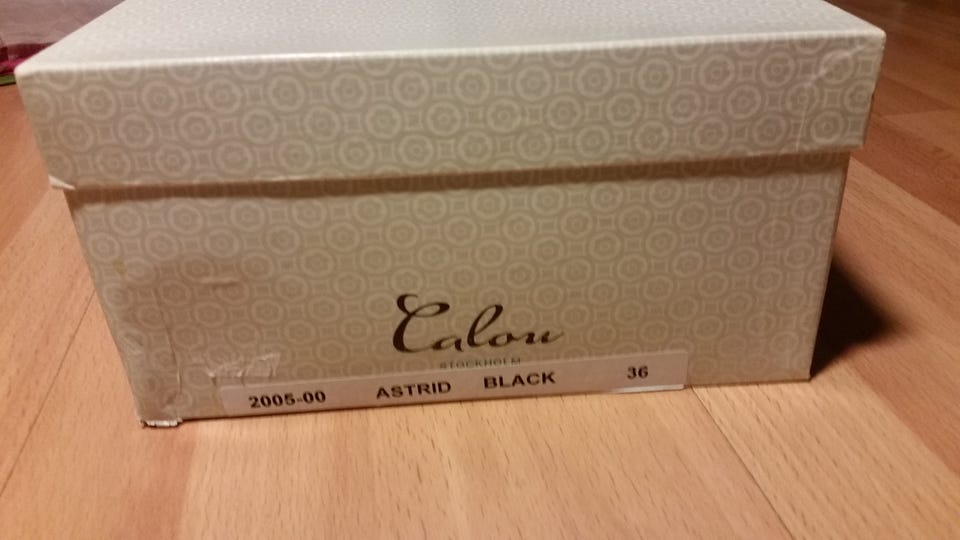 Calou
STOCKHOLM
2005-00 ASTRID BLACK 36